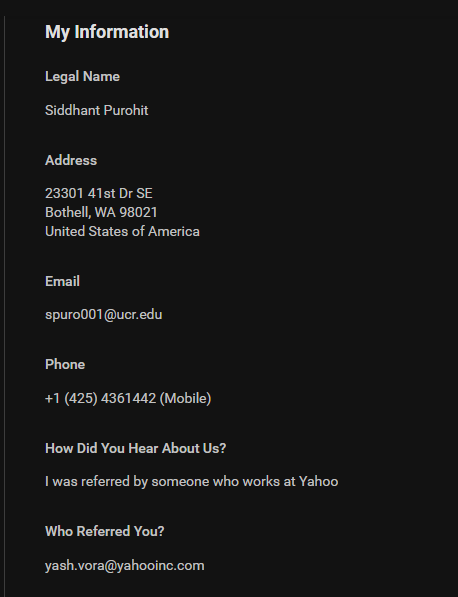 My Information
Legal Name
Siddhant Purohit
Address
23301 41st Dr SE
Bothell, WA 98021
United States of America
Email
spuro001@ucr.edu
Phone
+1 (425) 4361442 (Mobile)
How Did You Hear About Us?
I was referred by someone who works at Yahoo
Who Referred You?
yash.vora@yahooinc.com